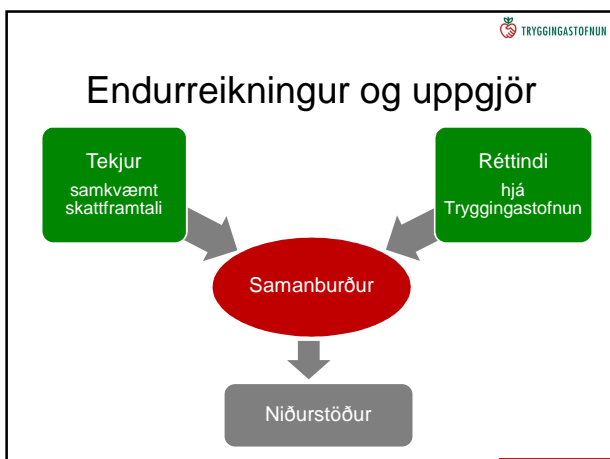 TRYGGINGASTOFNUN
Endurreikningur og uppgjör
Tekjur
samkvæmt
skattframtali
Réttindi
hjá
Tryggingastofnun
Samanburður
Niðurstöður